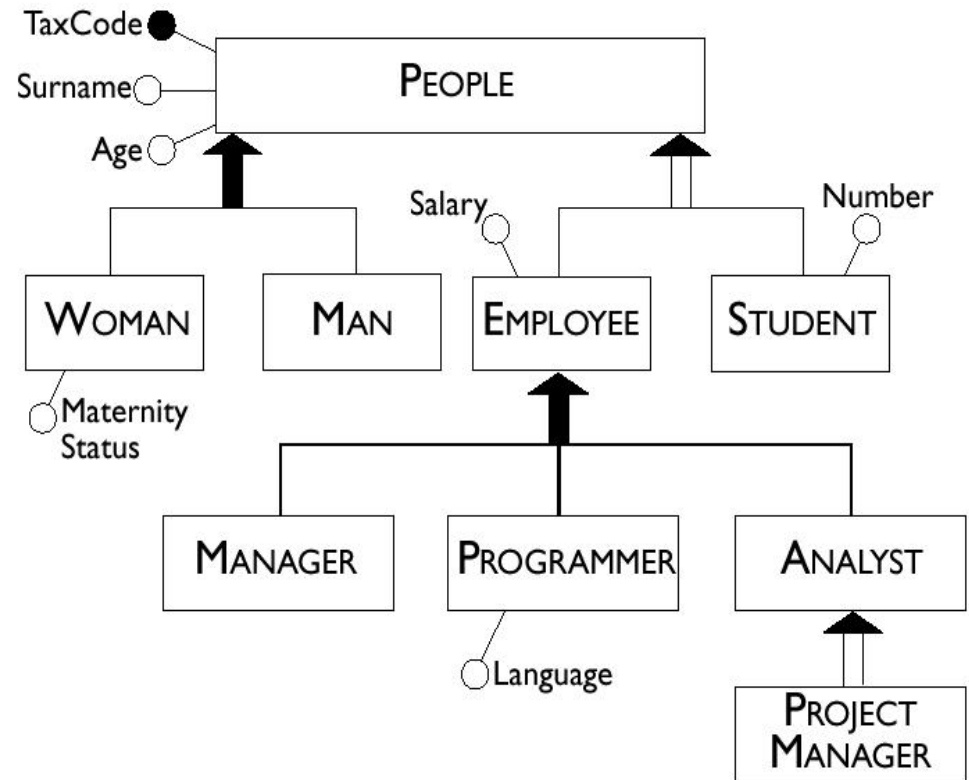 TaxCode
PEOPLE
Surname
Age
Salary
Number
WOMAN
MAN
EMPLOYEE
STUDENT
Maternity
Status
MANAGER
PROGRAMMER
ANALYST
Language
PROJECT
MANAGER